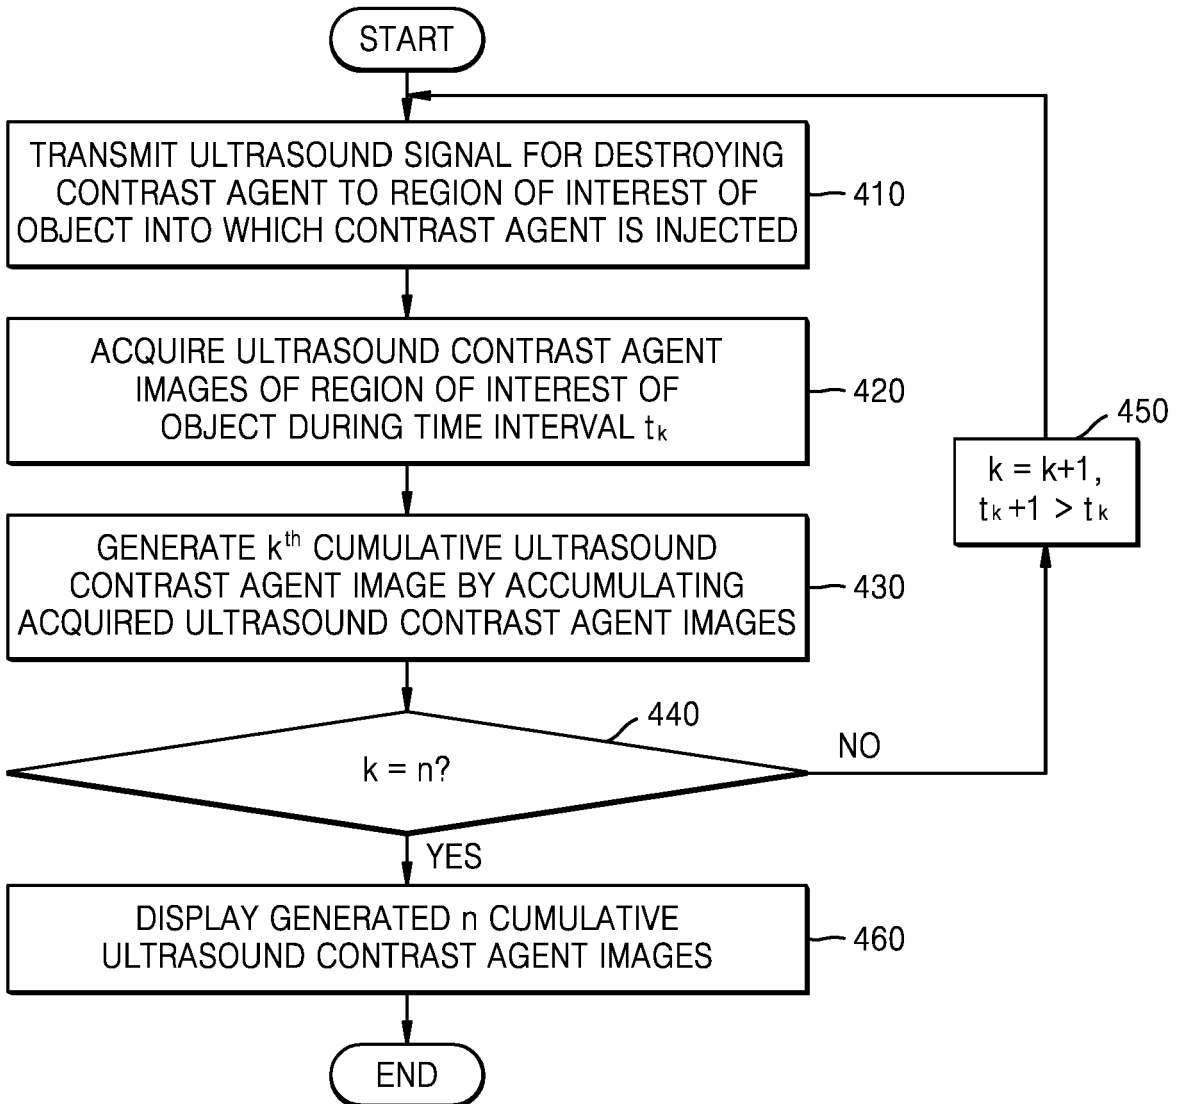 START
TRANSMIT ULTRASOUND SIGNAL FOR DESTROYING
CONTRAST AGENT TO REGION OF INTEREST OF
OBJECT INTO WHICH CONTRAST AGENT IS INJECTED
410
ACQUIRE ULTRASOUND CONTRAST AGENT
IMAGES OF REGION OF INTEREST OF
OBJECT DURING TIME INTERVAL tₖ
420
450
k = k+1,
tₖ+1 > tₖ
GENERATE kᵗʰ CUMULATIVE ULTRASOUND
CONTRAST AGENT IMAGE BY ACCUMULATING
ACQUIRED ULTRASOUND CONTRAST AGENT IMAGES
430
440
k = n?
NO
YES
DISPLAY GENERATED n CUMULATIVE
ULTRASOUND CONTRAST AGENT IMAGES
460
END